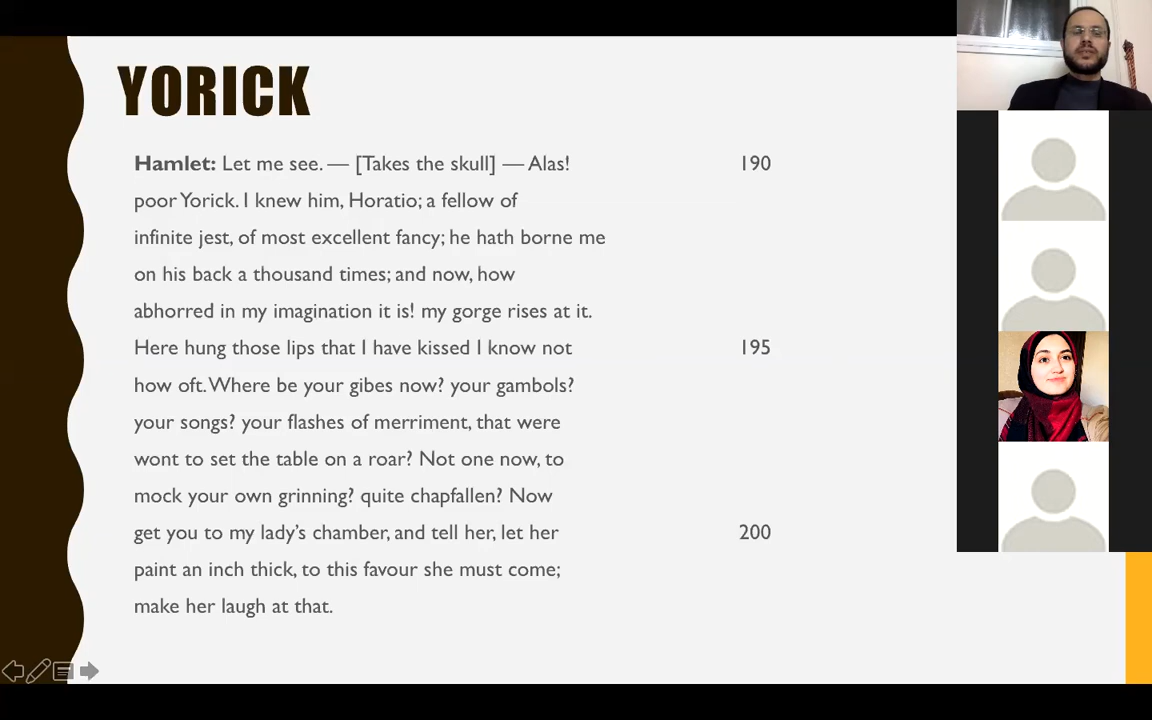 YORICK
Hamlet: Let me see. — [Takes the skull] — Alas! 190
poor Yorick. I knew him, Horatio; a fellow of
infinite jest, of most excellent fancy; he hath borne me
on his back a thousand times; and now, how
abhorred in my imagination it is! my gorge rises at it.
Here hung those lips that I have kissed I know not 195
how oft. Where be your gibes now? your gambols?
your songs? your flashes of merriment, that were
wont to set the table on a roar? Not one now, to
mock your own grinning? quite chapfallen? Now
get you to my lady’s chamber, and tell her, let her 200
paint an inch thick, to this favour she must come;
make her laugh at that.